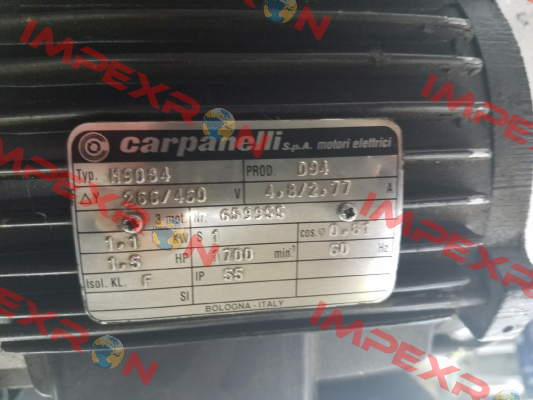 IMPEXRON
IMPEXRON
carpanelli S.p.A. motori elettrici
Typ. M90S4 PROD. D94
△Y 266/460 V 4.8/2.77 A
3 mot. Nr. 659995
1.1 kW S 1 cos.φ 0.81
1.5 HP 1700 min⁻¹ 60 Hz
Isol. KL. F IP 55
SI
BOLOGNA - ITALY
IMPEXRON
IMPEXRON